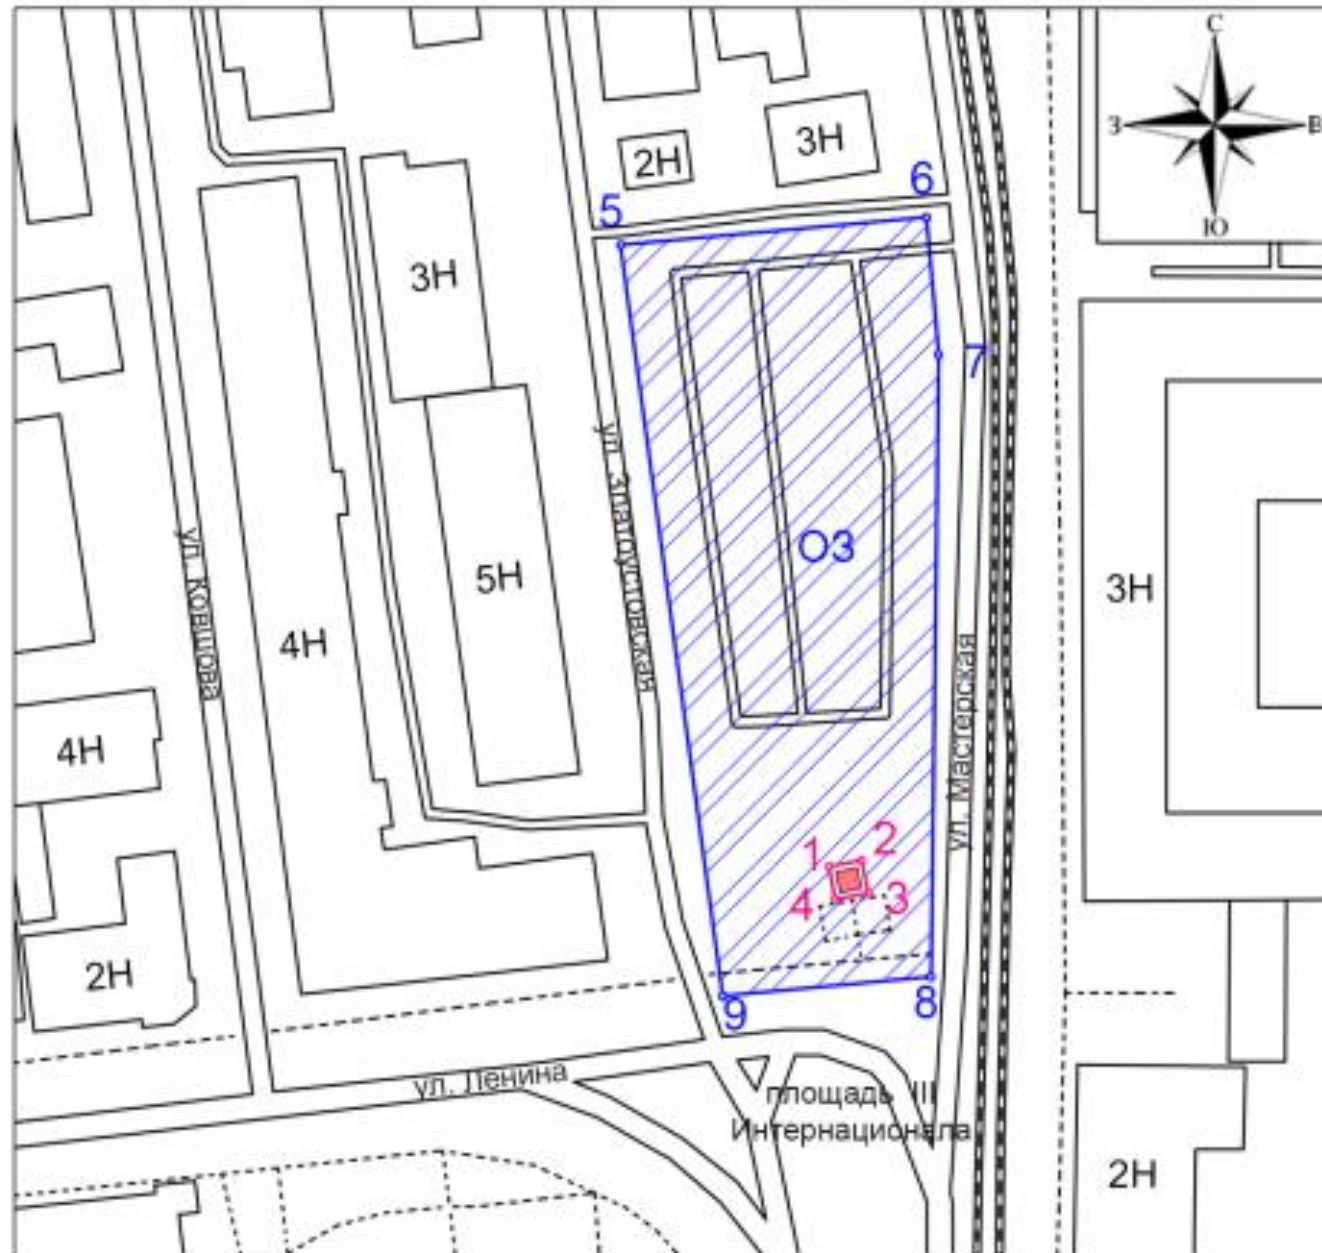 С
З
В
Ю
3Н
2Н
6
5
3Н
7
ул. Златоустовская
ОЗ
ул. Ковшова
5Н
3Н
4Н
ул. Мастерская
4Н
1
2
4
3
2Н
9
8
ул. Ленина
площадь III
Интернационала
2Н